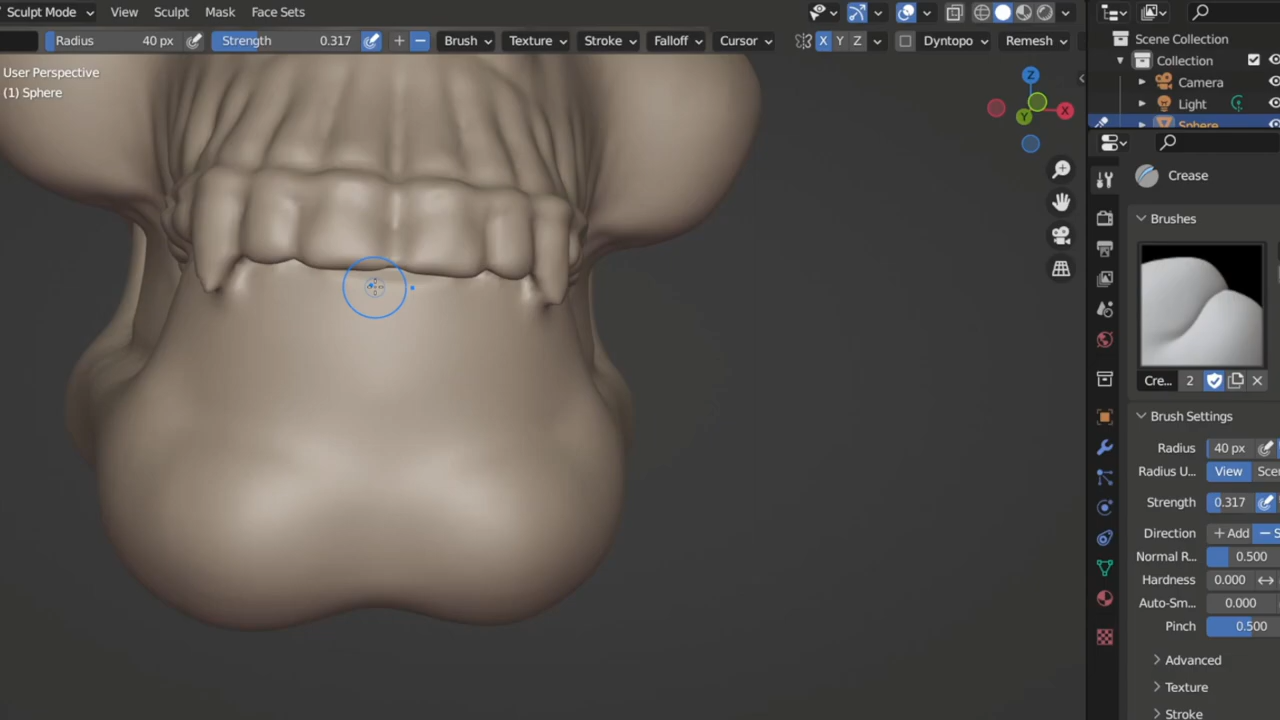 Sculpt Mode View Sculpt Mask Face Sets
Radius 40 px Strength 0.317 Brush Texture Stroke Falloff Cursor X Y Z Dyntopo Remesh
User Perspective
(1) Sphere
Z
X
Y
Scene Collection
Collection
Camera
Light
Sphere
Crease
Brushes
Cre... 2
Brush Settings
Radius 40 px
Radius U... View Scen
Strength 0.317
Direction + Add − S
Normal R... 0.500
Hardness 0.000
Auto-Sm... 0.000
Pinch 0.500
Advanced
Texture
Stroke